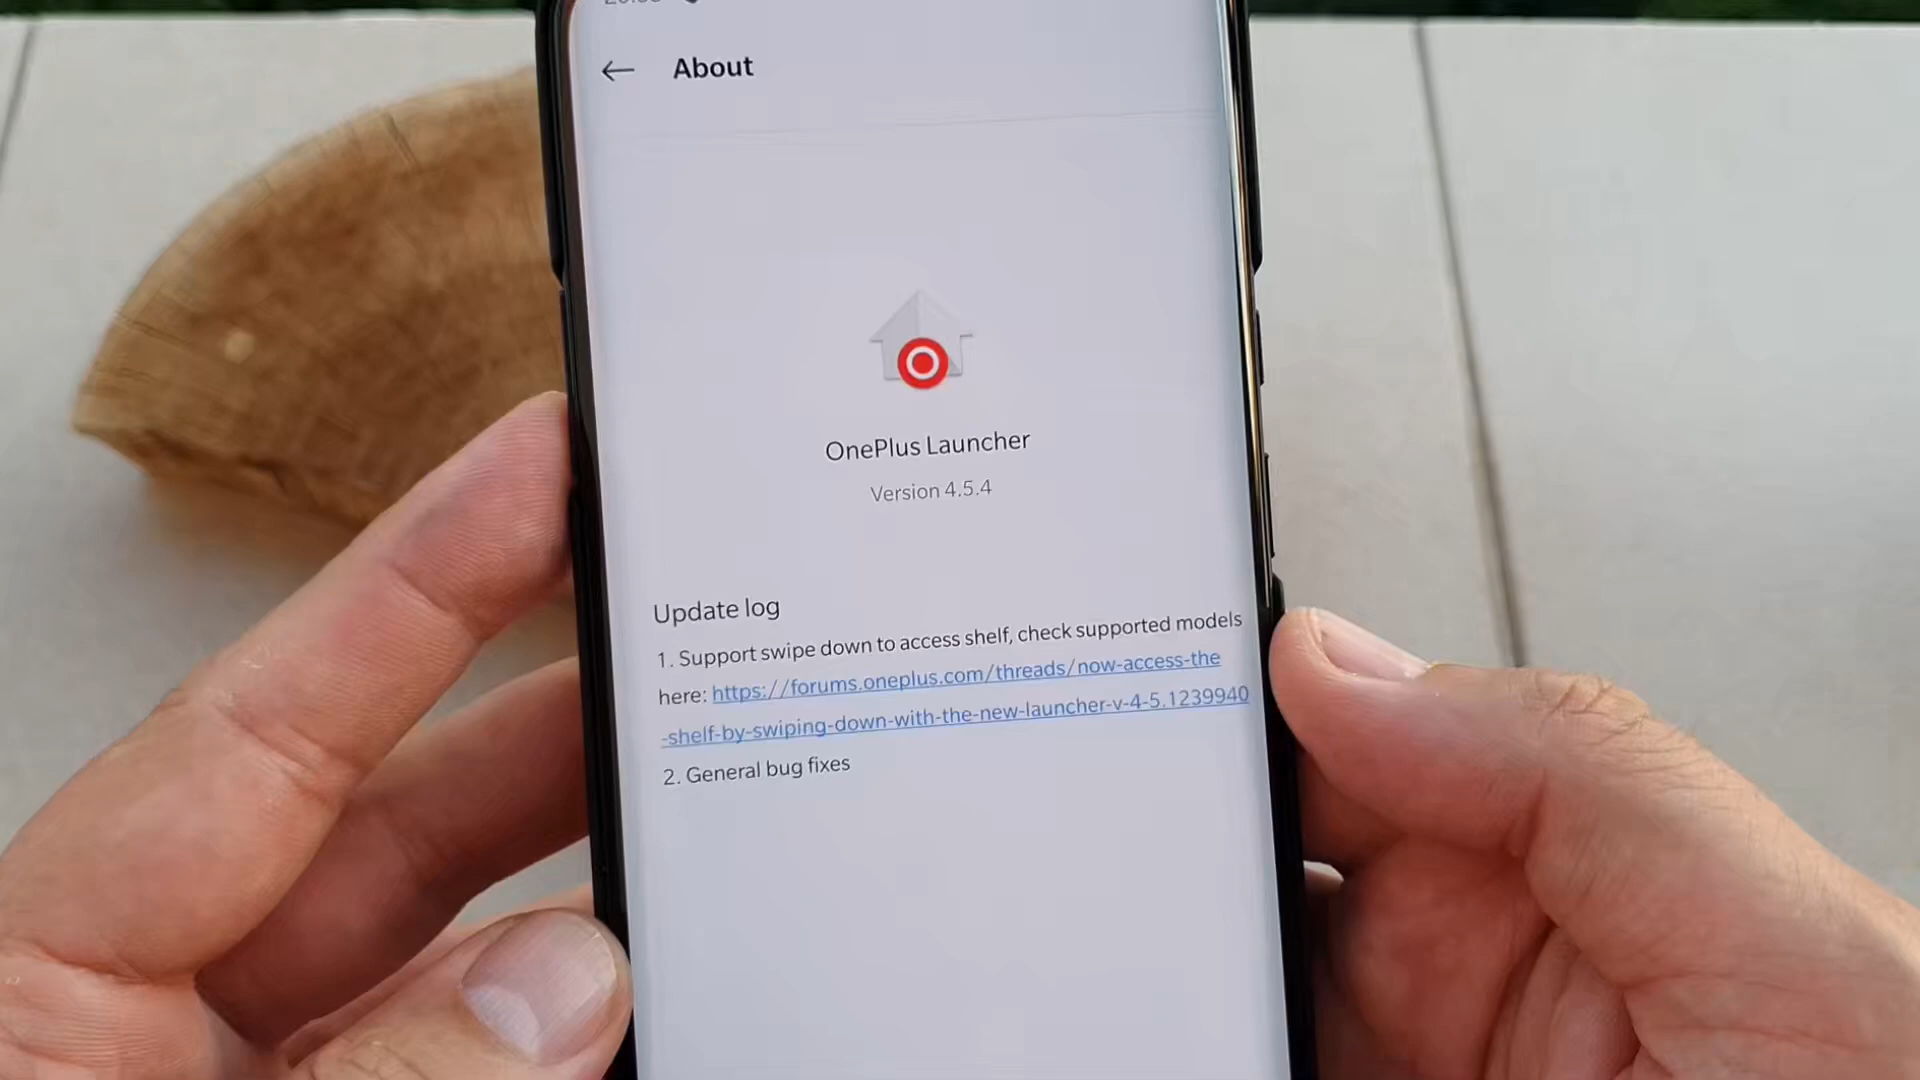 About
OnePlus Launcher
Version 4.5.4
Update log
1. Support swipe down to access shelf, check supported models
here: https://forums.oneplus.com/threads/now-access-the
-shelf-by-swiping-down-with-the-new-launcher-v-4-5.1239940
2. General bug fixes